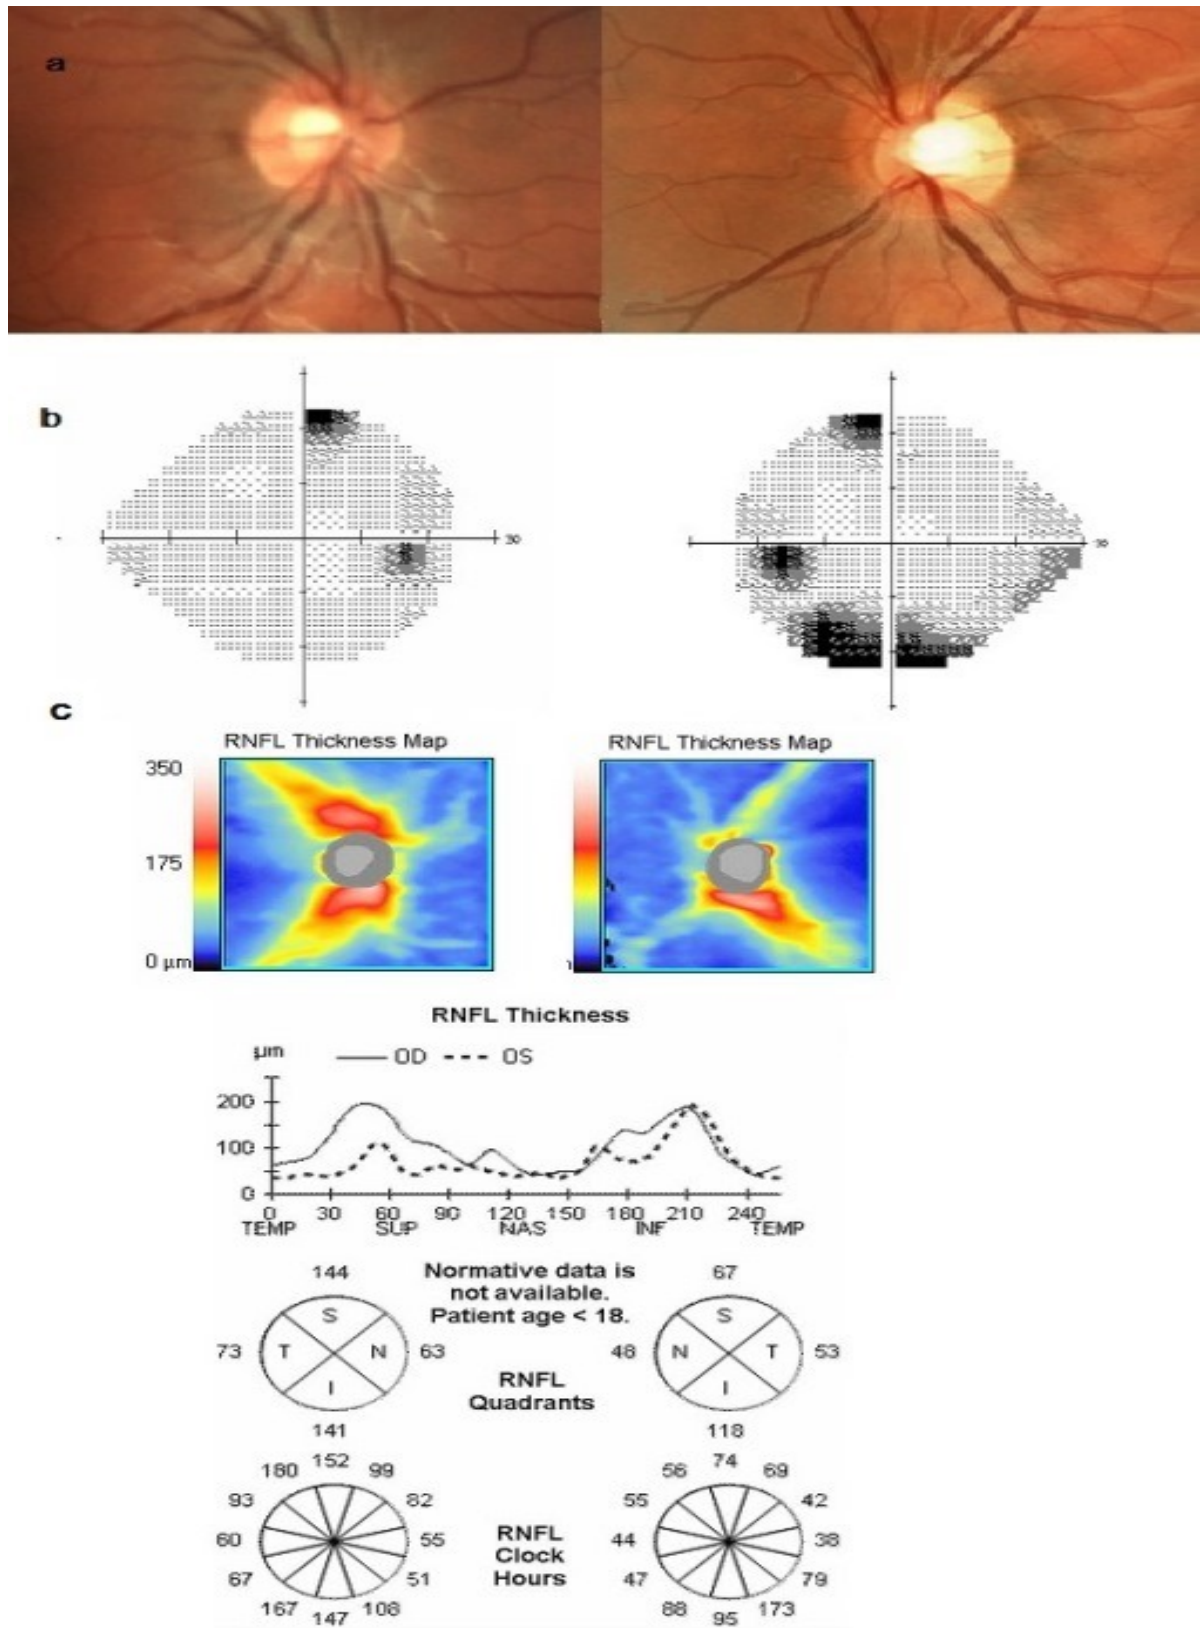 a
b
30
30
c
RNFL Thickness Map
RNFL Thickness Map
350
175
0 µm
RNFL Thickness
µm
OD
OS
200
100
0
0 30 60 90 120 150 180 210 240
TEMP SUP NAS INF TEMP
144
Normative data is
not available.
Patient age < 18.
67
S
S
73 T N 63
48 N T 53
I
I
RNFL
Quadrants
141
118
180 152 99
56 74 69
93 82
55 42
60 55
RNFL
Clock
Hours
44 38
67 51
47 79
167 147 108
88 95 173